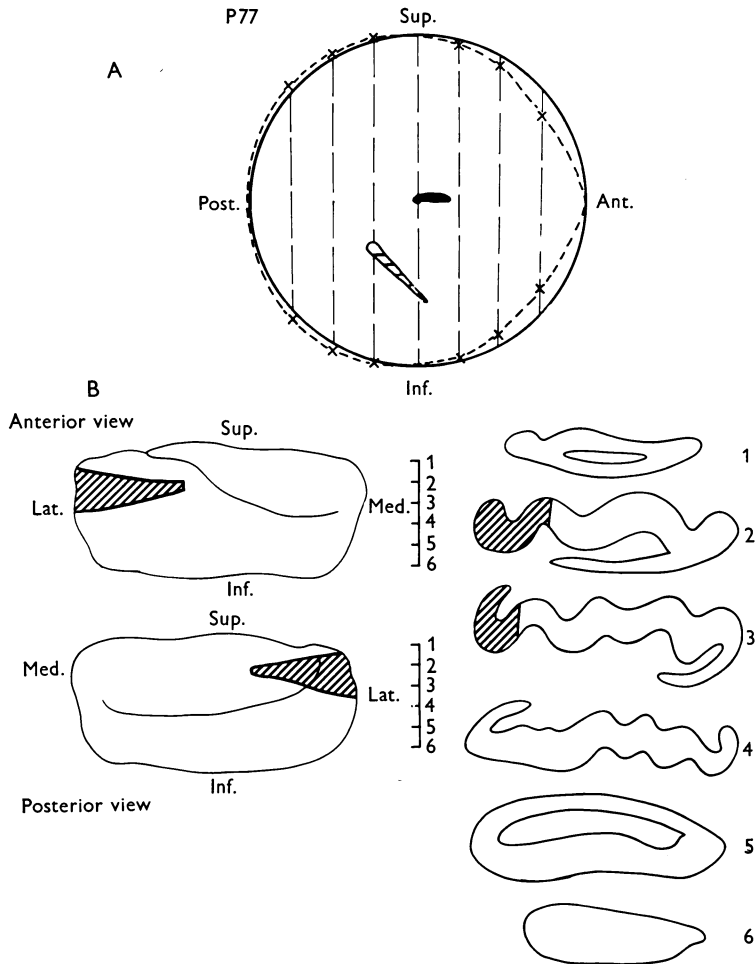 P77
Sup.
A
Post.
Ant.
Inf.
B
Anterior view
Sup.
Lat.
Med.
Inf.
1
2
3
4
5
6
Sup.
Med.
Lat.
Inf.
1
2
3
4
5
6
Posterior view
1
2
3
4
5
6